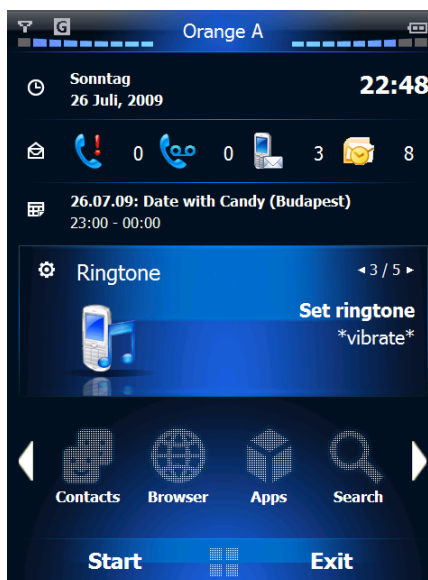 G Orange A
Sonntag
26 Juli, 2009
22:48
0 0 3 8
26.07.09: Date with Candy (Budapest)
23:00 - 00:00
Ringtone
3 / 5
Set ringtone
*vibrate*
Contacts Browser Apps Search
Start Exit